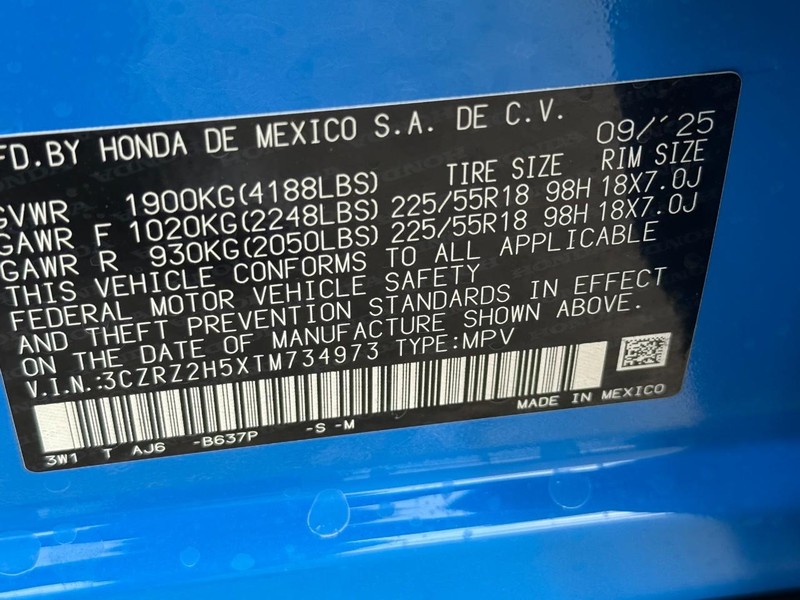 FD.BY HONDA DE MEXICO S.A. DE C.V. 09/'25
TIRE SIZE RIM SIZE
GVWR 1900KG(4188LBS)
GAWR F 1020KG(2248LBS) 225/55R18 98H 18X7.0J
GAWR R 930KG(2050LBS) 225/55R18 98H 18X7.0J
THIS VEHICLE CONFORMS TO ALL APPLICABLE
FEDERAL MOTOR VEHICLE SAFETY
AND THEFT PREVENTION STANDARDS IN EFFECT
ON THE DATE OF MANUFACTURE SHOWN ABOVE.
V.I.N.:3CZRZ2H5XTM734973 TYPE:MPV
MADE IN MEXICO
3W1 T AJ6 -B637P -S -M